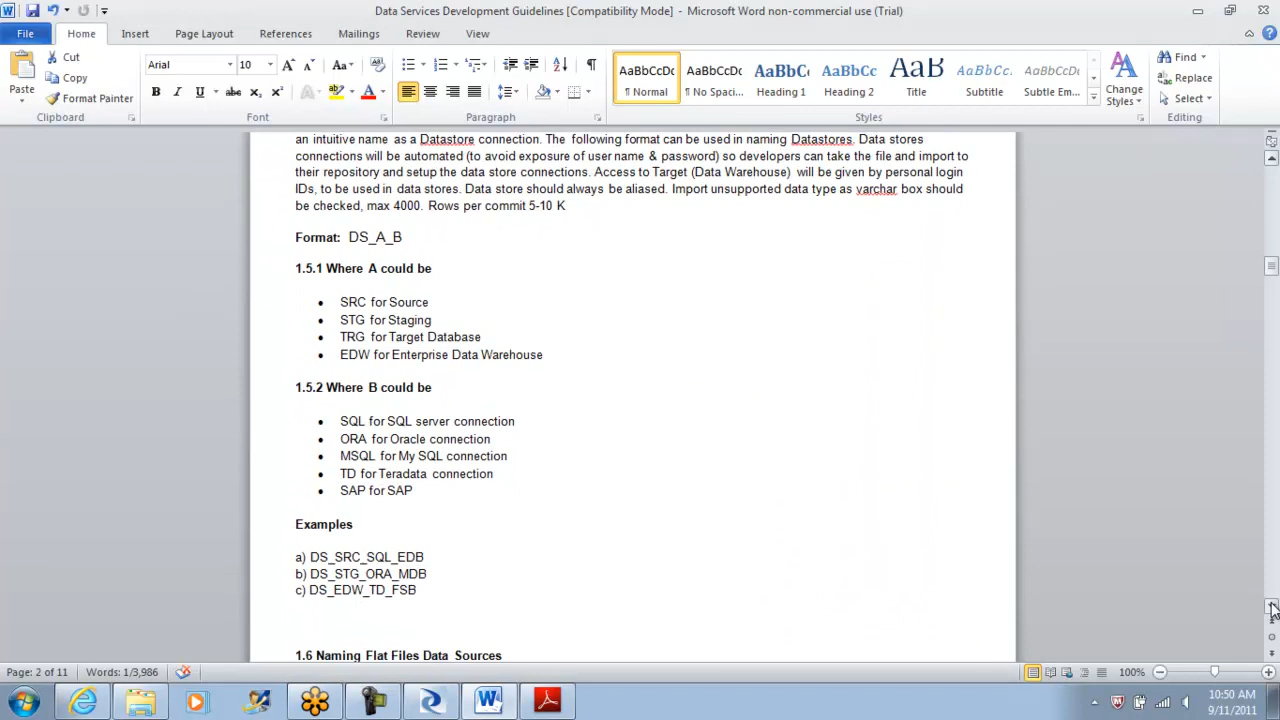 Data Services Development Guidelines [Compatibility Mode] - Microsoft Word non-commercial use (Trial)
File Home Insert Page Layout References Mailings Review View
Paste Cut Copy Format Painter Clipboard
Arial 10 Font
Paragraph
AaBbCcDc AaBbCcDc AaBbCc AaBbCc AaB AaBbCc. AaBbCcDc
¶ Normal ¶ No Spaci... Heading 1 Heading 2 Title Subtitle Subtle Em...
Styles
Change Styles
Find Replace Select Editing
an intuitive name as a Datastore connection. The following format can be used in naming Datastores. Data stores
connections will be automated (to avoid exposure of user name & password) so developers can take the file and import to
their repository and setup the data store connections. Access to Target (Data Warehouse) will be given by personal login
IDs, to be used in data stores. Data store should always be aliased. Import unsupported data type as varchar box should
be checked, max 4000. Rows per commit 5-10 K
Format: DS_A_B
1.5.1 Where A could be
• SRC for Source
• STG for Staging
• TRG for Target Database
• EDW for Enterprise Data Warehouse
1.5.2 Where B could be
• SQL for SQL server connection
• ORA for Oracle connection
• MSQL for My SQL connection
• TD for Teradata connection
• SAP for SAP
Examples
a) DS_SRC_SQL_EDB
b) DS_STG_ORA_MDB
c) DS_EDW_TD_FSB
1.6 Naming Flat Files Data Sources
Page: 2 of 11 Words: 1/3,986 100%
10:50 AM
9/11/2011